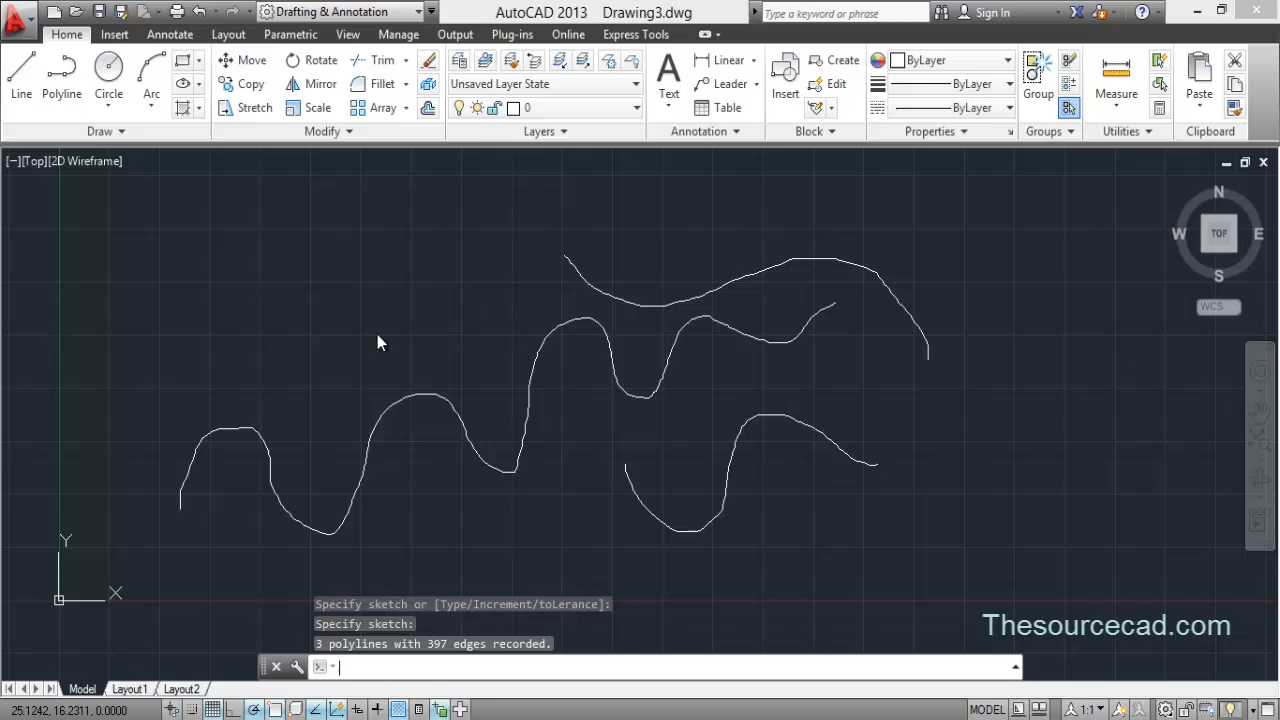 Drafting & Annotation
AutoCAD 2013 Drawing3.dwg
Type a keyword or phrase
Sign In
Home Insert Annotate Layout Parametric View Manage Output Plug-ins Online Express Tools
Line Polyline Circle Arc
Move Rotate Trim
Copy Mirror Fillet
Stretch Scale Array
Unsaved Layer State
0
Text
Linear
Leader
Table
Insert
Create
Edit
ByLayer
ByLayer
ByLayer
Group
Measure
Paste
Draw Modify Layers Annotation Block Properties Groups Utilities Clipboard
[−][Top][2D Wireframe]
N
W TOP E
S
WCS
Y
X
Specify sketch or [Type/Increment/toLerance]:
Specify sketch:
3 polylines with 397 edges recorded.
Thesourcecad.com
Model Layout1 Layout2
25.1242, 16.2311, 0.0000
MODEL
1:1